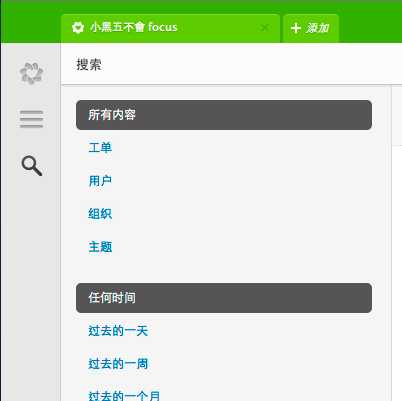 小黑五不會 focus
添加
搜索
所有内容
工单
用户
组织
主题
任何时间
过去的一天
过去的一周
过去的一个月